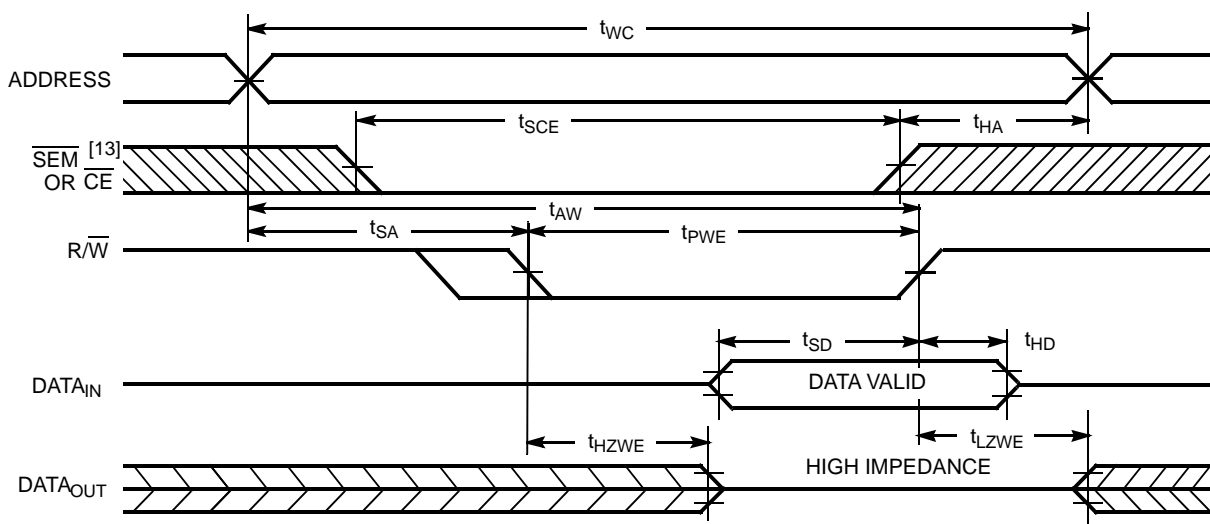 tWC
ADDRESS
tSCE
tHA
SEM [13]
OR CE
tAW
tSA
tPWE
R/W
tSD
tHD
DATAIN
DATA VALID
tHZWE
tLZWE
HIGH IMPEDANCE
DATAOUT